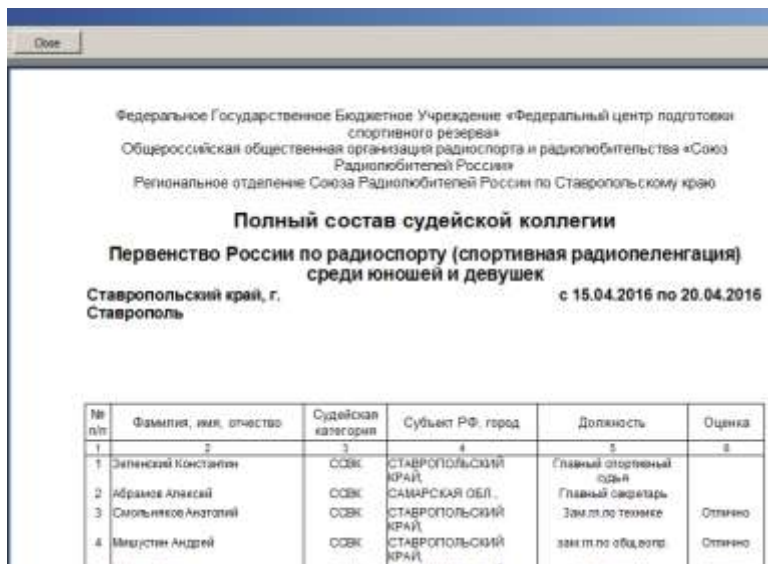 Close
Федеральное Государственное Бюджетное Учреждение «Федеральный центр подготовки
спортивного резерва»
Общероссийская общественная организация радиоспорта и радиолюбительства «Союз
Радиолюбителей России»
Региональное отделение Союза Радиолюбителей России по Ставропольскому краю
Полный состав судейской коллегии
Первенство России по радиоспорту (спортивная радиопеленгация)
среди юношей и девушек
Ставропольский край, г. с 15.04.2016 по 20.04.2016
Ставрополь
№ п/п Фамилия, имя, отчество Судейская категория Субъект РФ, город Должность Оценка
1 2 3 4 5 6
1 Зеленский Константин ССВК СТАВРОПОЛЬСКИЙ КРАЙ, Главный спортивный судья
2 Абрамов Алексей ССВК САМАРСКАЯ ОБЛ., Главный секретарь
3 Смольняков Анатолий ССВК СТАВРОПОЛЬСКИЙ КРАЙ, Зам.гл.по технике Отлично
4 Мишустин Андрей ССВК СТАВРОПОЛЬСКИЙ КРАЙ, зам.гл.по общ.вопр. Отлично